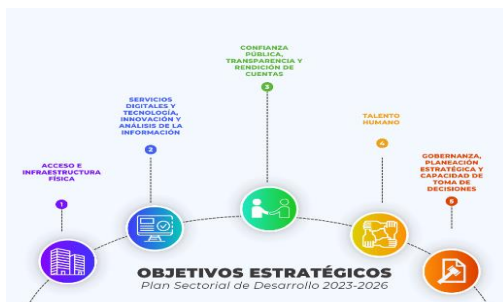 CONFIANZA
PÚBLICA,
TRANSPARENCIA Y
RENDICIÓN DE
CUENTAS
3
SERVICIOS
DIGITALES Y
TECNOLOGÍA,
INNOVACIÓN Y
ANÁLISIS DE LA
INFORMACIÓN
2
TALENTO
HUMANO
4
ACCESO E
INFRAESTRUCTURA
FÍSICA
1
GOBERNANZA,
PLANEACIÓN
ESTRATÉGICA Y
CAPACIDAD DE
TOMA DE
DECISIONES
5
OBJETIVOS ESTRATÉGICOS
Plan Sectorial de Desarrollo 2023-2026